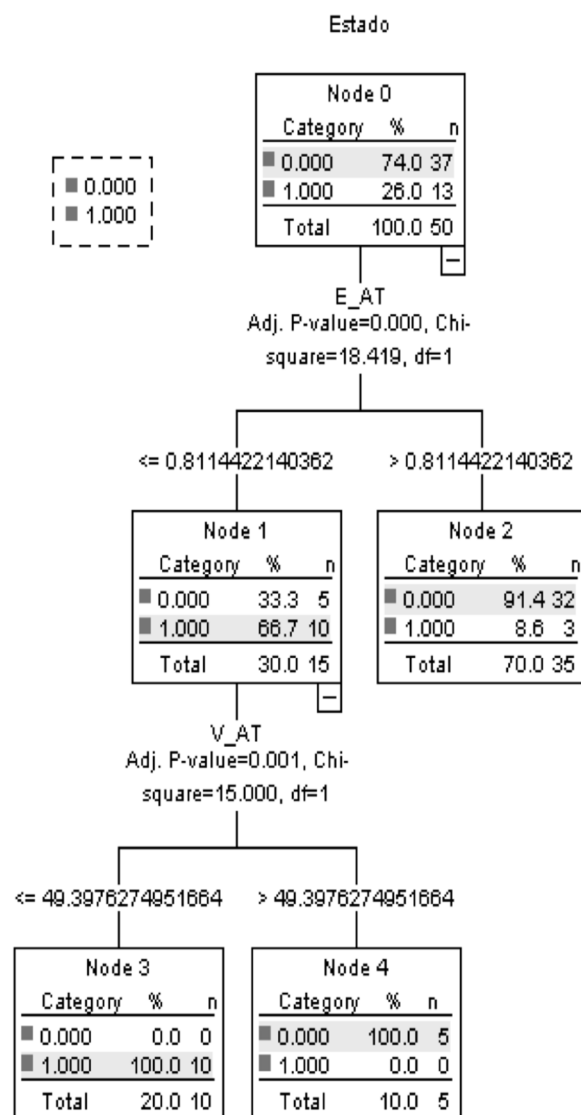 Estado
Node 0
Category % n
0.000 74.0 37
1.000 26.0 13
Total 100.0 50
0.000
1.000
E_AT
Adj. P-value=0.000, Chi-
square=18.419, df=1
<= 0.8114422140362 > 0.8114422140362
Node 1
Category % n
0.000 33.3 5
1.000 66.7 10
Total 30.0 15
Node 2
Category % n
0.000 91.4 32
1.000 8.6 3
Total 70.0 35
V_AT
Adj. P-value=0.001, Chi-
square=15.000, df=1
<= 49.3976274951664 > 49.3976274951664
Node 3
Category % n
0.000 0.0 0
1.000 100.0 10
Total 20.0 10
Node 4
Category % n
0.000 100.0 5
1.000 0.0 0
Total 10.0 5